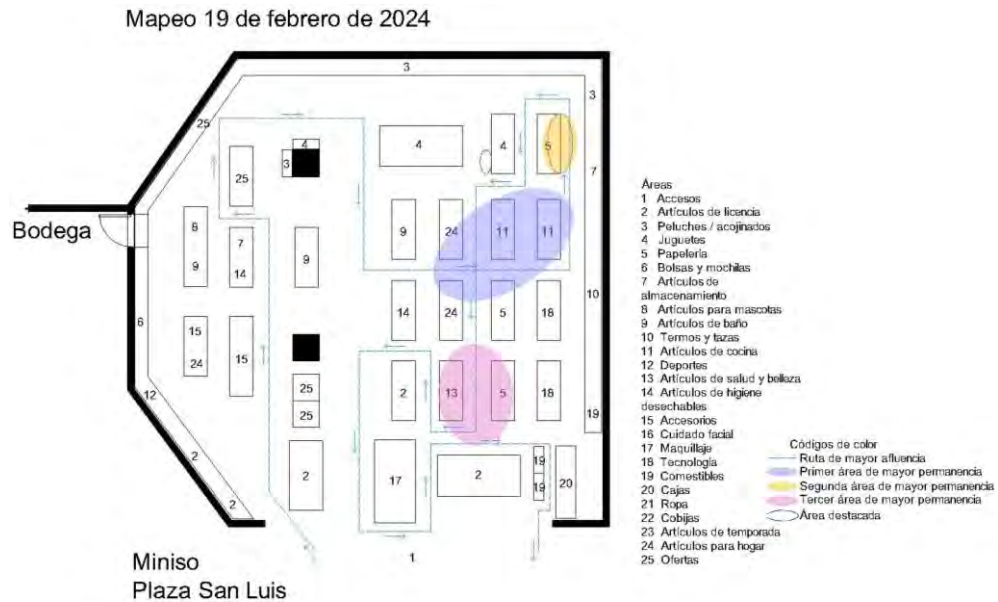 Mapeo 19 de febrero de 2024
3
3
25
4
3
4
4
5
7
25
Bodega
8
9
7
14
9
9
24
11
11
10
14
24
5
18
6
15
24
15
12
25
25
2
13
5
18
19
2
2
2
17
2
19
19
20
1
Miniso
Plaza San Luis
Áreas
1 Accesos
2 Artículos de licencia
3 Peluches / acojinados
4 Juguetes
5 Papelería
6 Bolsas y mochilas
7 Artículos de
almacenamiento
8 Artículos para mascotas
9 Artículos de baño
10 Termos y tazas
11 Artículos de cocina
12 Deportes
13 Artículos de salud y belleza
14 Artículos de higiene
desechables
15 Accesorios
16 Cuidado facial
17 Maquillaje
18 Tecnología
19 Comestibles
20 Cajas
21 Ropa
22 Cobijas
23 Artículos de temporada
24 Artículos para hogar
25 Ofertas
Códigos de color
Ruta de mayor afluencia
Primer área de mayor permanencia
Segunda área de mayor permanencia
Tercer área de mayor permanencia
Área destacada